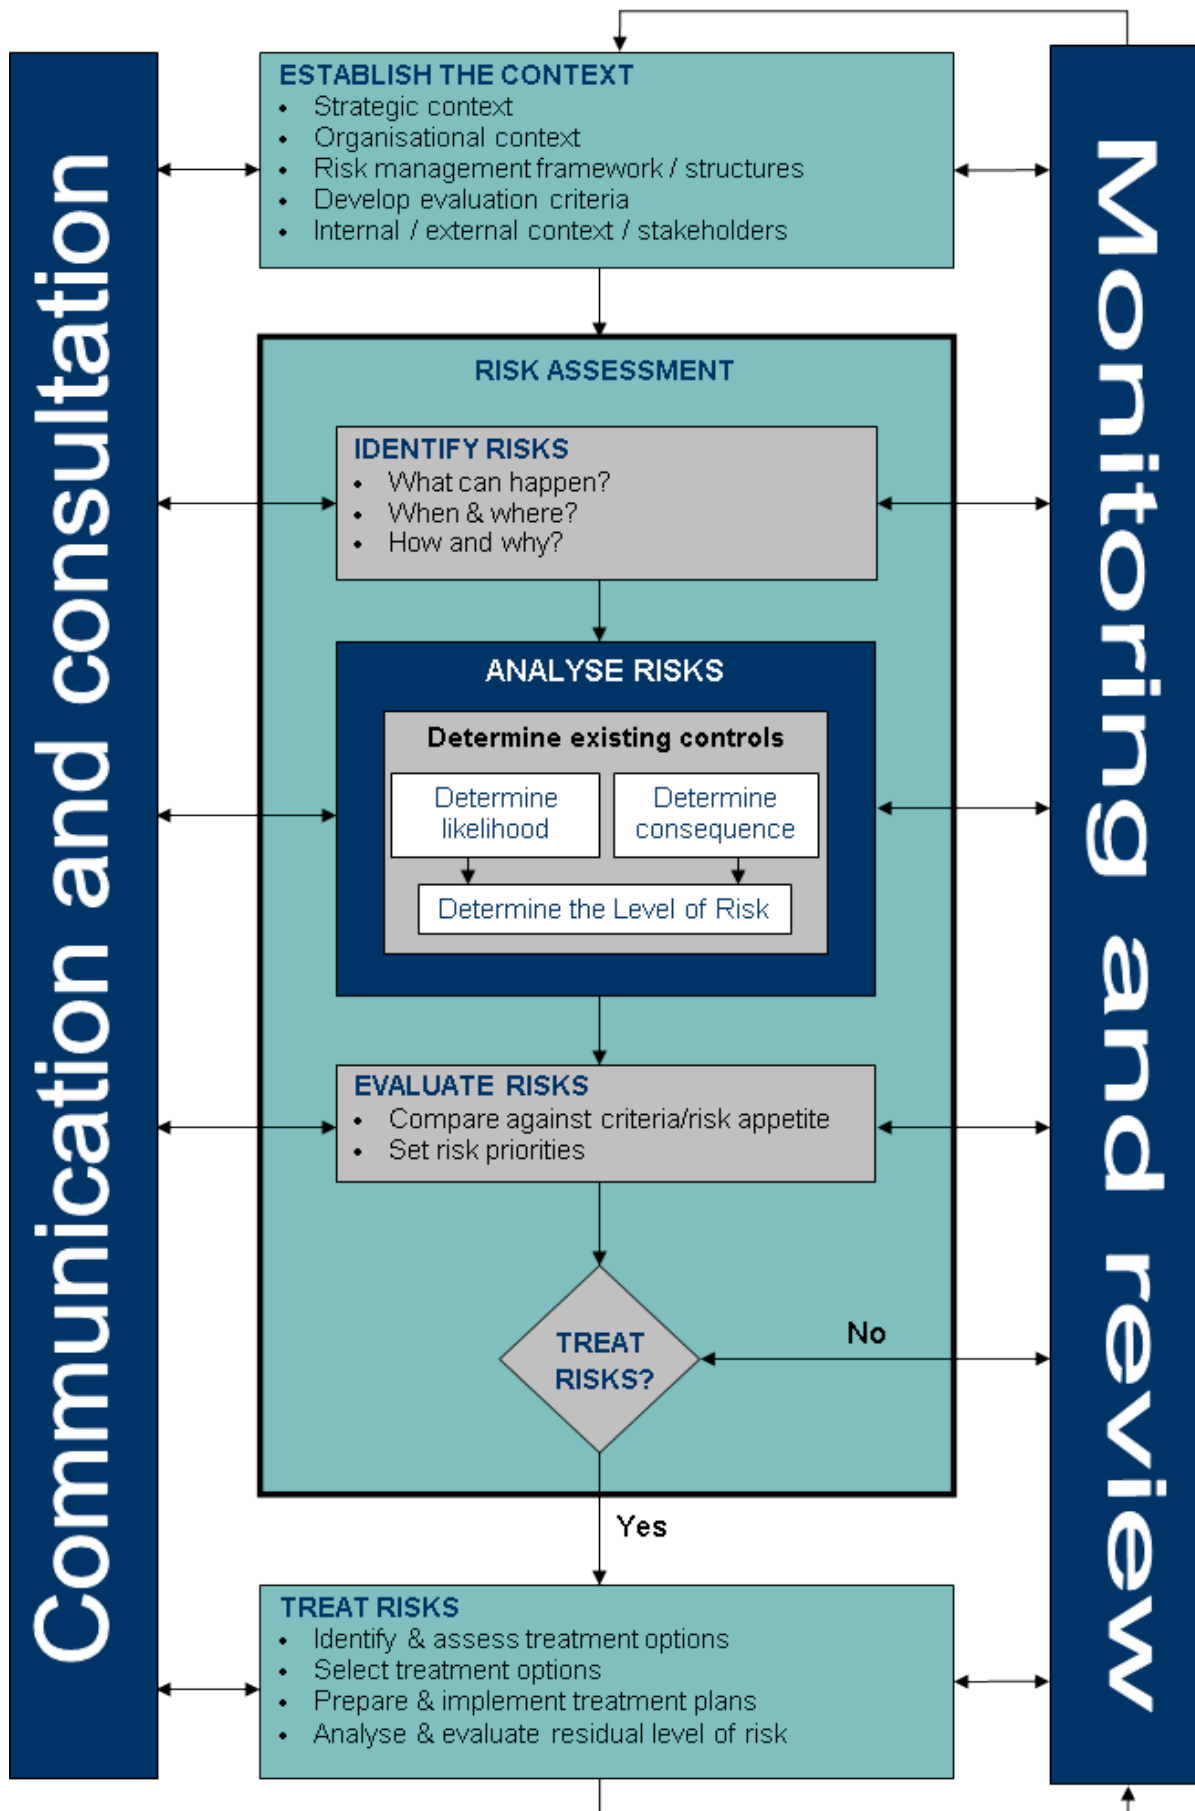 Communication and consultation
ESTABLISH THE CONTEXT
• Strategic context
• Organisational context
• Risk management framework / structures
• Develop evaluation criteria
• Internal / external context / stakeholders
RISK ASSESSMENT
IDENTIFY RISKS
• What can happen?
• When & where?
• How and why?
ANALYSE RISKS
Determine existing controls
Determine
likelihood
Determine
consequence
Determine the Level of Risk
EVALUATE RISKS
• Compare against criteria/risk appetite
• Set risk priorities
TREAT
RISKS?
No
Yes
TREAT RISKS
• Identify & assess treatment options
• Select treatment options
• Prepare & implement treatment plans
• Analyse & evaluate residual level of risk
Monitoring and review